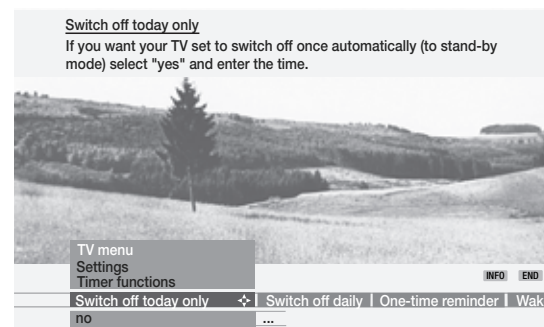 Switch off today only
If you want your TV set to switch off once automatically (to stand-by
mode) select "yes" and enter the time.
TV menu
Settings
Timer functions
INFO END
Switch off today only Switch off daily One-time reminder Wak
no ...